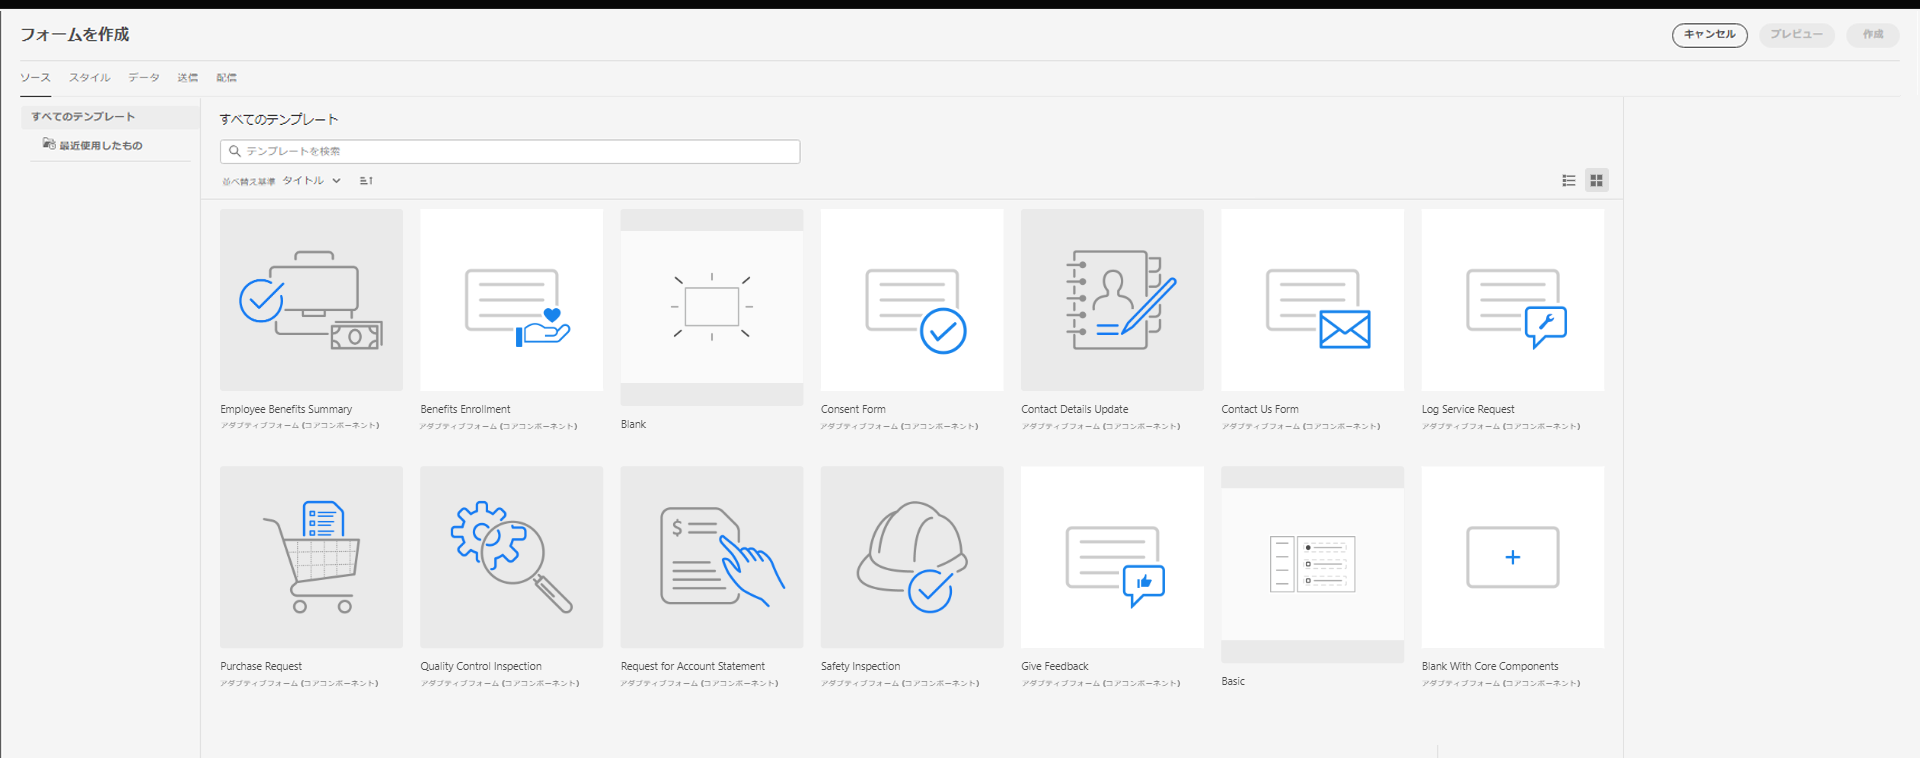 フォームを作成
キャンセル
プレビュー
作成
ソース スタイル データ 送信 配信
すべてのテンプレート
最近使用したもの
すべてのテンプレート
テンプレートを検索
並べ替え基準 タイトル
Employee Benefits Summary
アダプティブフォーム (コアコンポーネント)
Benefits Enrollment
アダプティブフォーム (コアコンポーネント)
Blank
Consent Form
アダプティブフォーム (コアコンポーネント)
Contact Details Update
アダプティブフォーム (コアコンポーネント)
Contact Us Form
アダプティブフォーム (コアコンポーネント)
Log Service Request
アダプティブフォーム (コアコンポーネント)
$
Purchase Request
アダプティブフォーム (コアコンポーネント)
Quality Control Inspection
アダプティブフォーム (コアコンポーネント)
Request for Account Statement
アダプティブフォーム (コアコンポーネント)
Safety Inspection
アダプティブフォーム (コアコンポーネント)
Give Feedback
アダプティブフォーム (コアコンポーネント)
Basic
Blank With Core Components
アダプティブフォーム (コアコンポーネント)